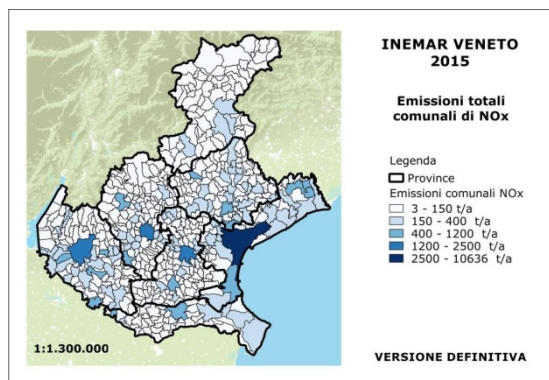 INEMAR VENETO
2015
Emissioni totali
comunali di NOx
Legenda
Province
Emissioni comunali NOx
3 - 150 t/a
150 - 400 t/a
400 - 1200 t/a
1200 - 2500 t/a
2500 - 10636 t/a
1:1.300.000
VERSIONE DEFINITIVA